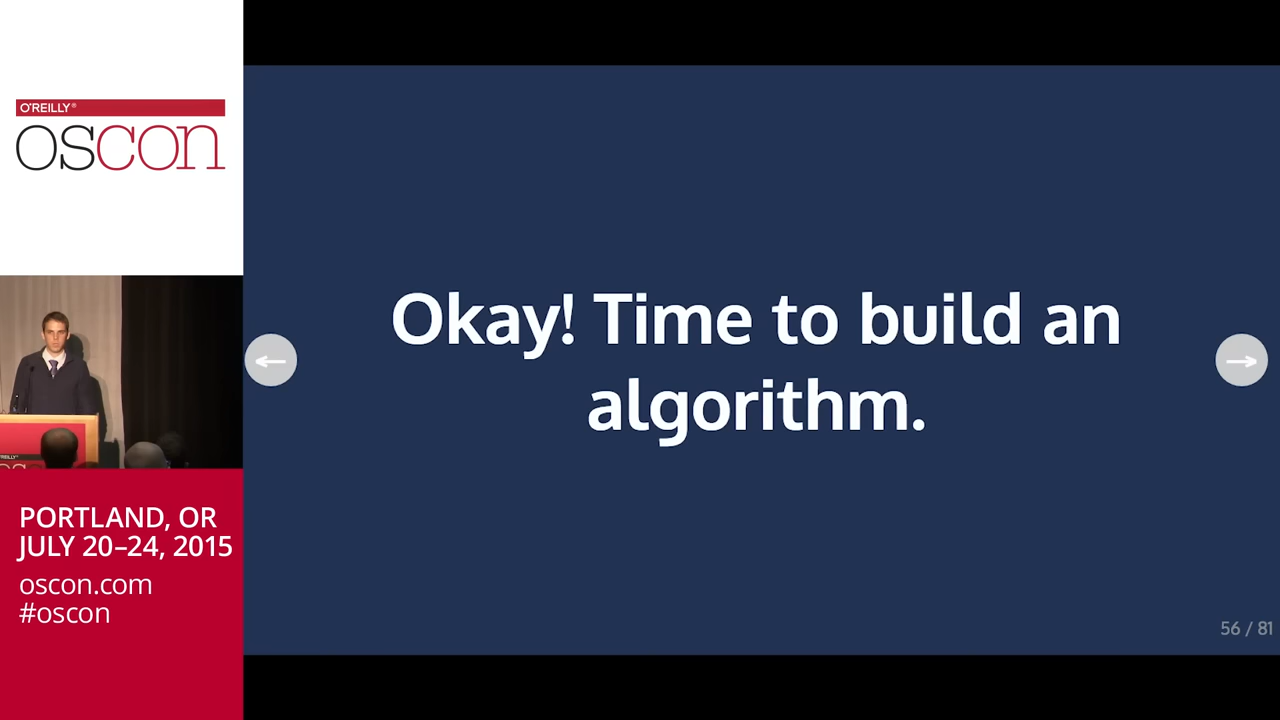 O'REILLY®
oscon
O'REILLY®
PORTLAND, OR
JULY 20–24, 2015
oscon.com
#oscon
Okay! Time to build an
algorithm.
←
→
56 / 81